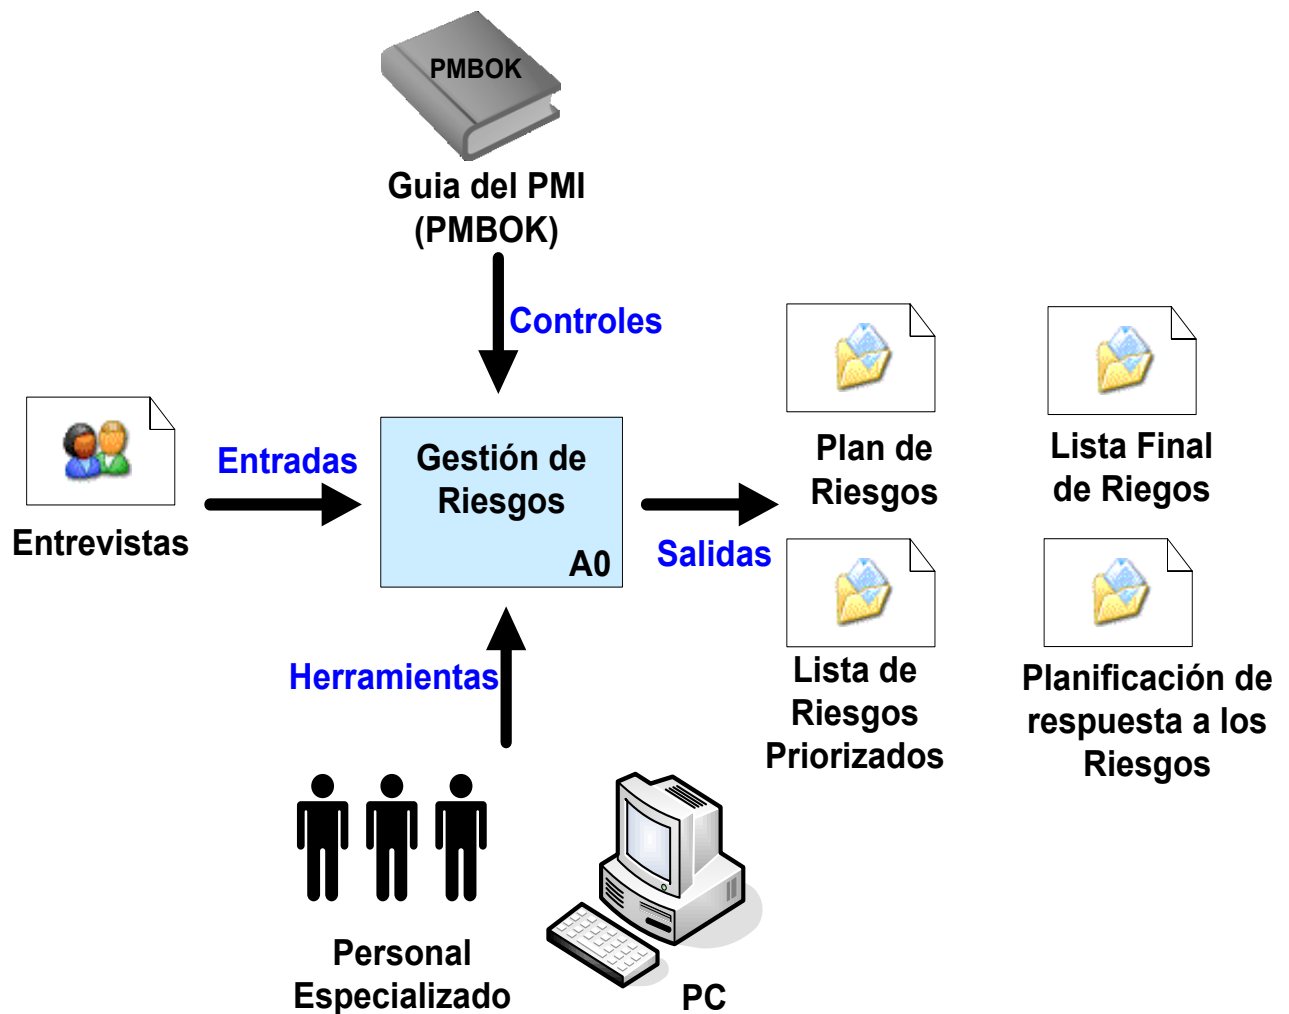 PMBOK
Guia del PMI
(PMBOK)
Controles
Entradas
Entrevistas
Gestión de
Riesgos
A0
Salidas
Plan de
Riesgos
Lista Final
de Riegos
Lista de
Riesgos
Priorizados
Planificación de
respuesta a los
Riesgos
Herramientas
Personal
Especializado
PC